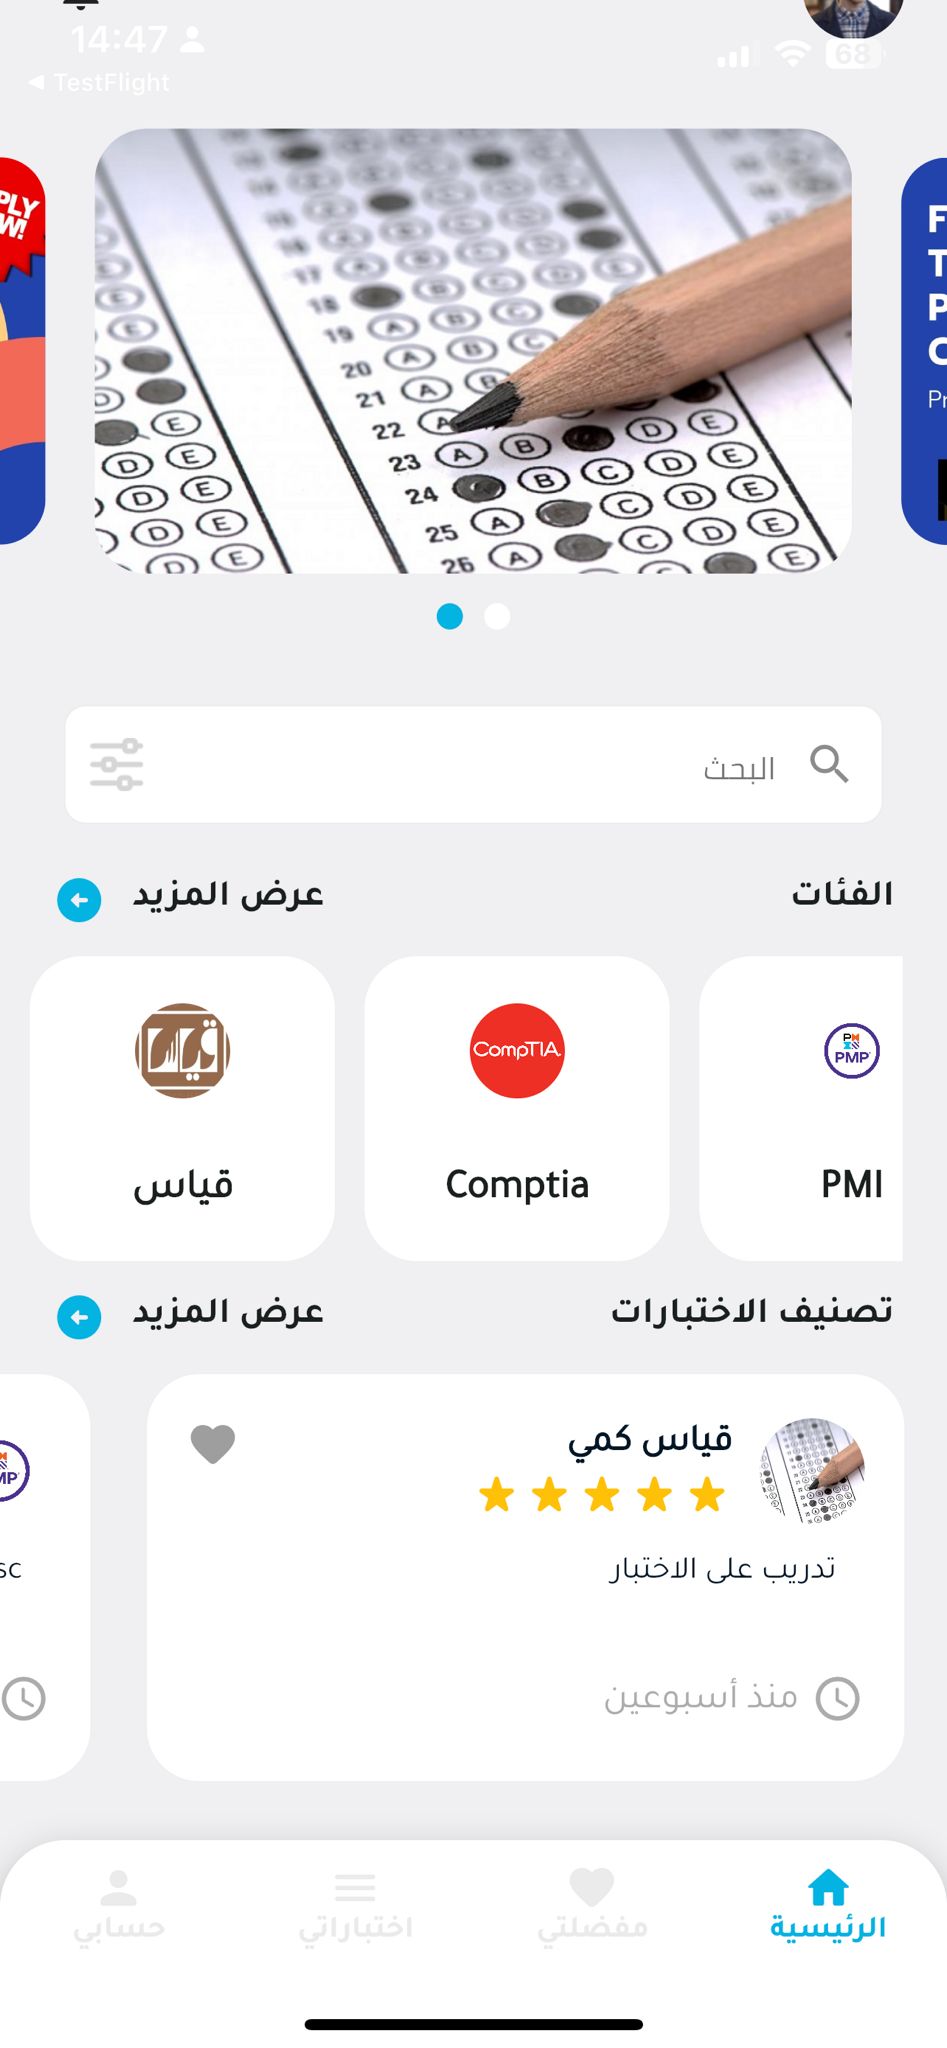 14:47
68
◀ TestFlight
PLY
W!
F
T
P
C
Pr
17
18
19 A B C
20 A B C
21 A B
22 A
23 A B D E
24 B C D E
25 A C D E
26 A C E
البحث
الفئات
عرض المزيد
PMP
PMI
CompTIA
Comptia
قياس
قياس
تصنيف الاختبارات
عرض المزيد
قياس كمي
تدريب على الاختبار
منذ أسبوعين
MP
sc
الرئيسية
مفضلتي
اختباراتي
حسابي